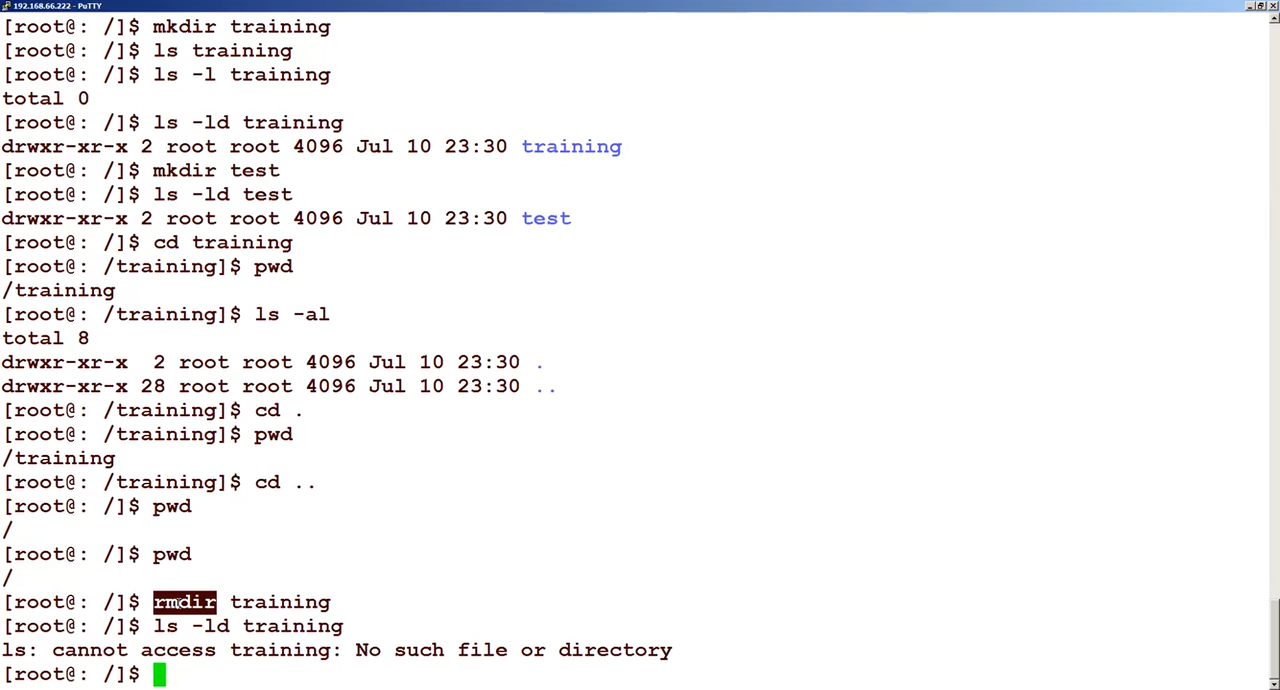 192.168.66.222 - PuTTY
[root@: /]$ mkdir training
[root@: /]$ ls training
[root@: /]$ ls -l training
total 0
[root@: /]$ ls -ld training
drwxr-xr-x 2 root root 4096 Jul 10 23:30 training
[root@: /]$ mkdir test
[root@: /]$ ls -ld test
drwxr-xr-x 2 root root 4096 Jul 10 23:30 test
[root@: /]$ cd training
[root@: /training]$ pwd
/training
[root@: /training]$ ls -al
total 8
drwxr-xr-x  2 root root 4096 Jul 10 23:30 .
drwxr-xr-x 28 root root 4096 Jul 10 23:30 ..
[root@: /training]$ cd .
[root@: /training]$ pwd
/training
[root@: /training]$ cd ..
[root@: /]$ pwd
/
[root@: /]$ pwd
/
[root@: /]$ rmdir training
[root@: /]$ ls -ld training
ls: cannot access training: No such file or directory
[root@: /]$